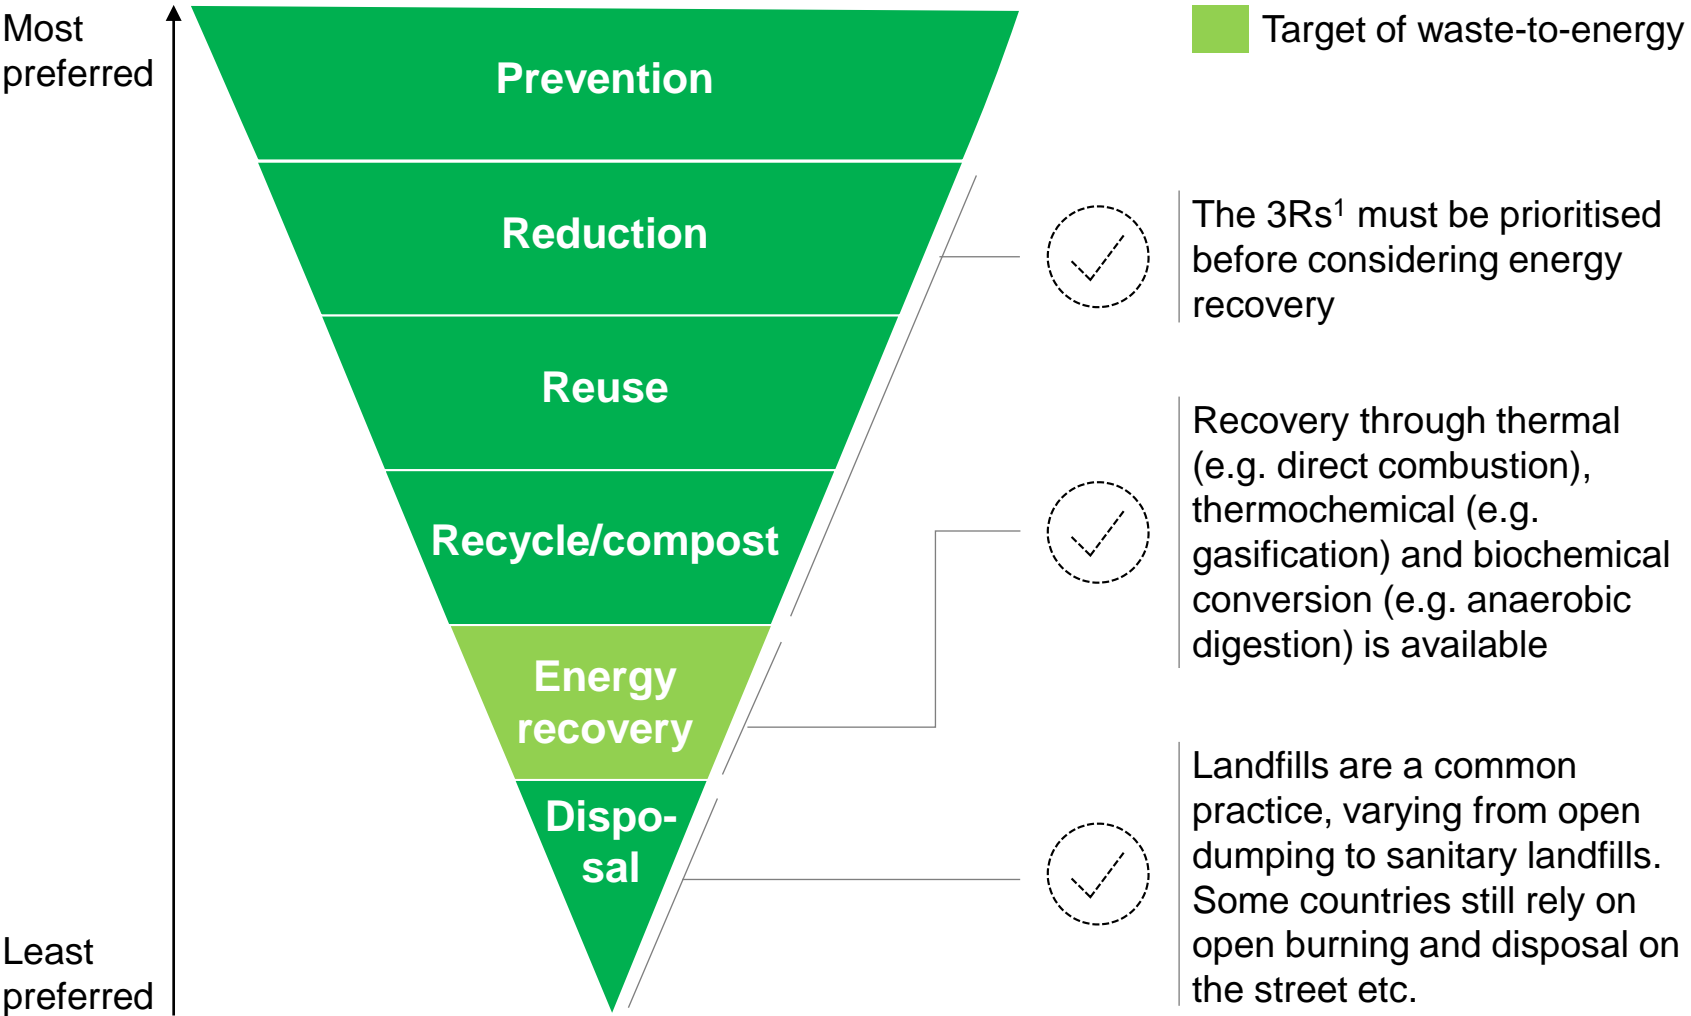 Most
preferred
Target of waste-to-energy
Prevention
Reduction
The 3Rs¹ must be prioritised
before considering energy
recovery
Reuse
Recycle/compost
Recovery through thermal
(e.g. direct combustion),
thermochemical (e.g.
gasification) and biochemical
conversion (e.g. anaerobic
digestion) is available
Energy
recovery
Dispo-
sal
Landfills are a common
practice, varying from open
dumping to sanitary landfills.
Some countries still rely on
open burning and disposal on
the street etc.
Least
preferred